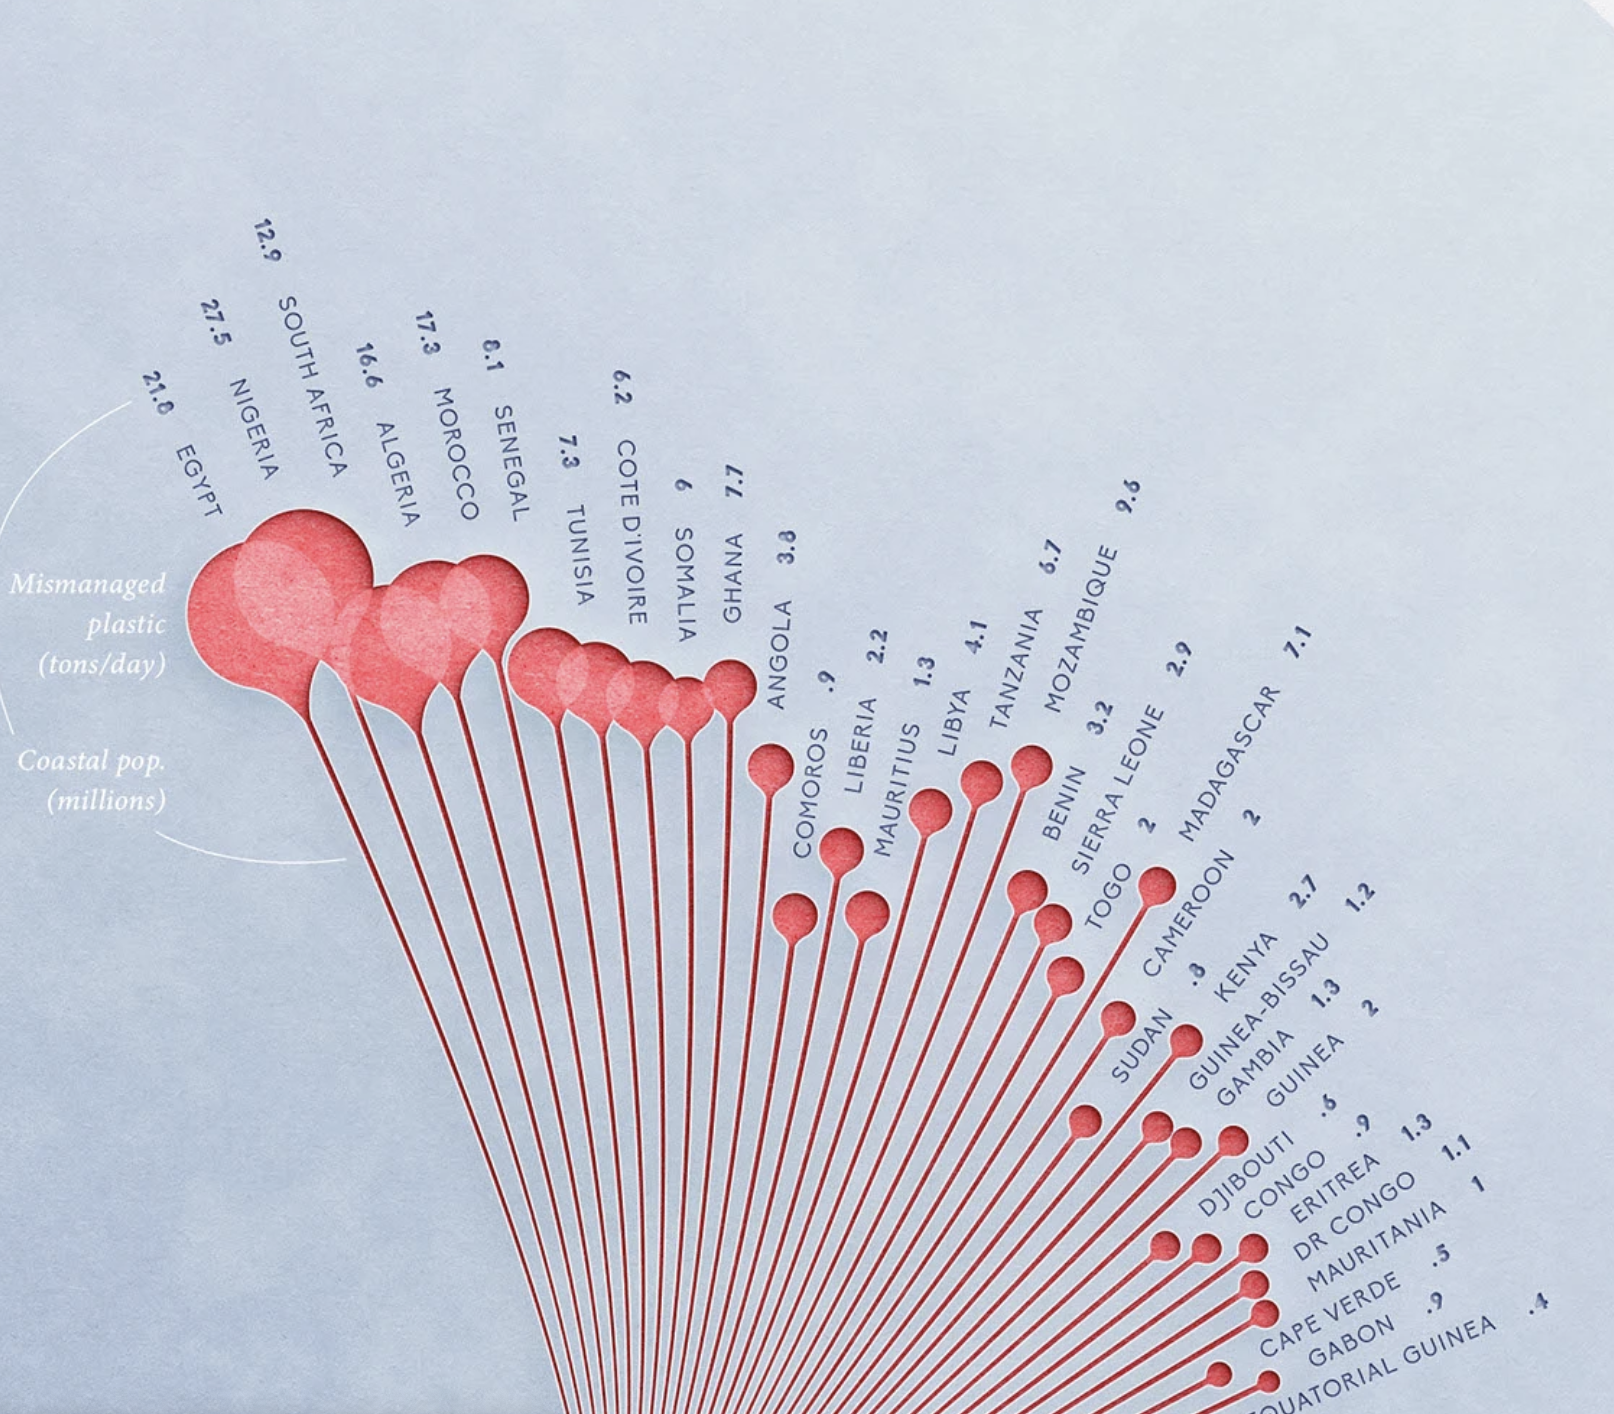 21.8 EGYPT
27.5 NIGERIA
12.9 SOUTH AFRICA
16.6 ALGERIA
17.3 MOROCCO
8.1 SENEGAL
7.3 TUNISIA
6.2 COTE D'IVOIRE
6 SOMALIA
GHANA 7.7
ANGOLA 3.8
COMOROS .9
LIBERIA 2.2
MAURITIUS 1.3
LIBYA 4.1
TANZANIA 6.7
MOZAMBIQUE 9.6
BENIN 3.2
SIERRA LEONE 2.9
TOGO 2
MADAGASCAR 7.1
CAMEROON 2
SUDAN .8
KENYA 2.7
GUINEA-BISSAU 1.2
GAMBIA 1.3
GUINEA 2
DJIBOUTI .6
CONGO .9
ERITREA 1.3
DR CONGO 1.1
MAURITANIA 1
CAPE VERDE .5
GABON .9
QUATORIAL GUINEA .4
Mismanaged
plastic
(tons/day)
Coastal pop.
(millions)